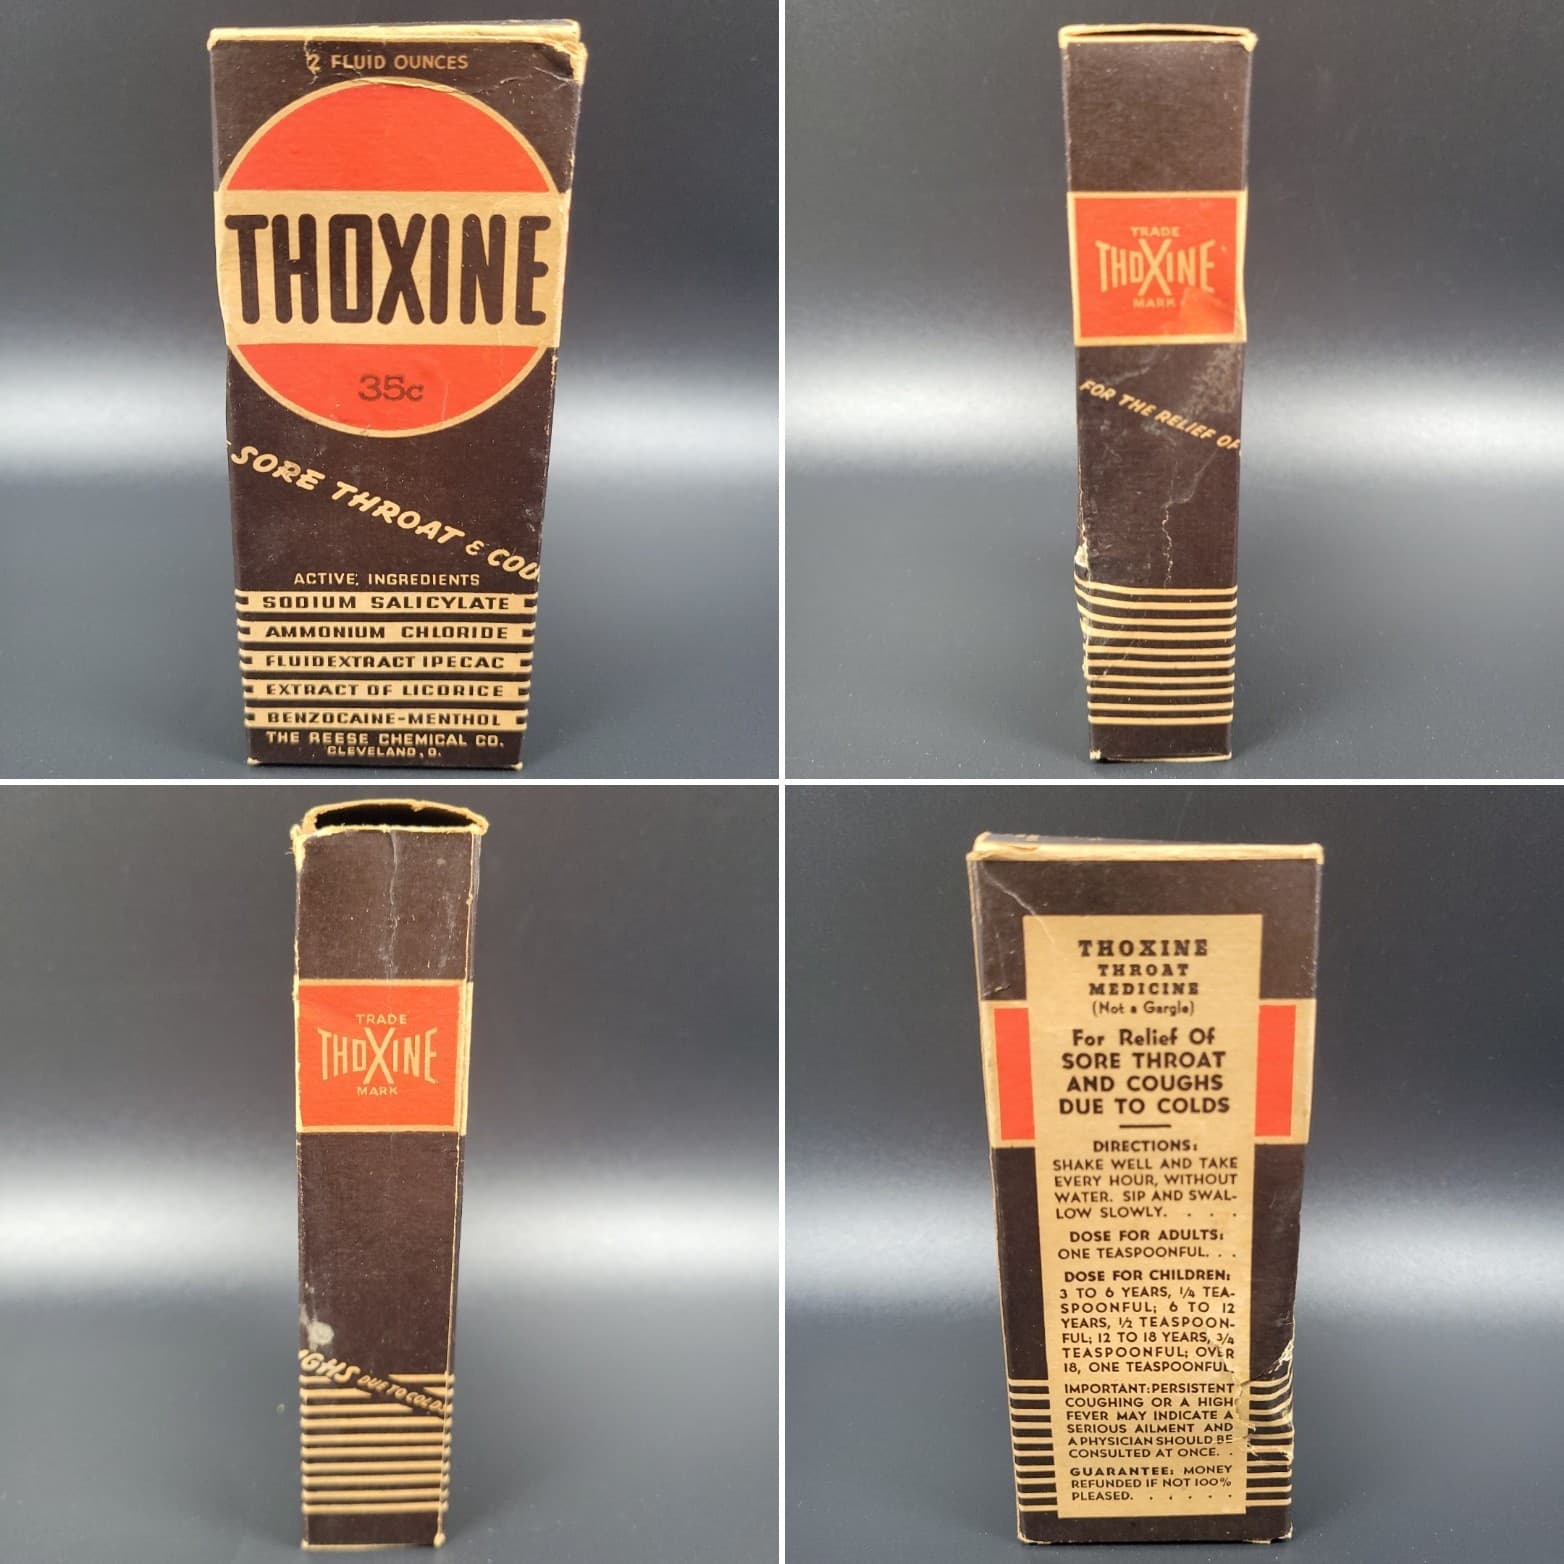 2 FLUID OUNCES
THOXINE
35c
SORE THROAT & COU
ACTIVE INGREDIENTS
SODIUM SALICYLATE
AMMONIUM CHLORIDE
FLUIDEXTRACT IPECAC
EXTRACT OF LICORICE
BENZOCAINE-MENTHOL
THE REESE CHEMICAL CO.
CLEVELAND, O.
TRADE
THOXINE
MARK
FOR THE RELIEF OF
TRADE
THOXINE
MARK
UGHS DUE TO COLDS
THOXINE
THROAT
MEDICINE
(Not a Gargle)
For Relief Of
SORE THROAT
AND COUGHS
DUE TO COLDS
DIRECTIONS:
SHAKE WELL AND TAKE
EVERY HOUR, WITHOUT
WATER. SIP AND SWAL-
LOW SLOWLY. . . .
DOSE FOR ADULTS:
ONE TEASPOONFUL. . .
DOSE FOR CHILDREN:
3 TO 6 YEARS, 1/4 TEA-
SPOONFUL; 6 TO 12
YEARS, 1/2 TEASPOON-
FUL; 12 TO 18 YEARS, 3/4
TEASPOONFUL; OVER
18, ONE TEASPOONFUL.
IMPORTANT: PERSISTENT
COUGHING OR A HIGH
FEVER MAY INDICATE A
SERIOUS AILMENT AND
A PHYSICIAN SHOULD BE
CONSULTED AT ONCE. .
GUARANTEE: MONEY
REFUNDED IF NOT 100%
PLEASED. . . . . .